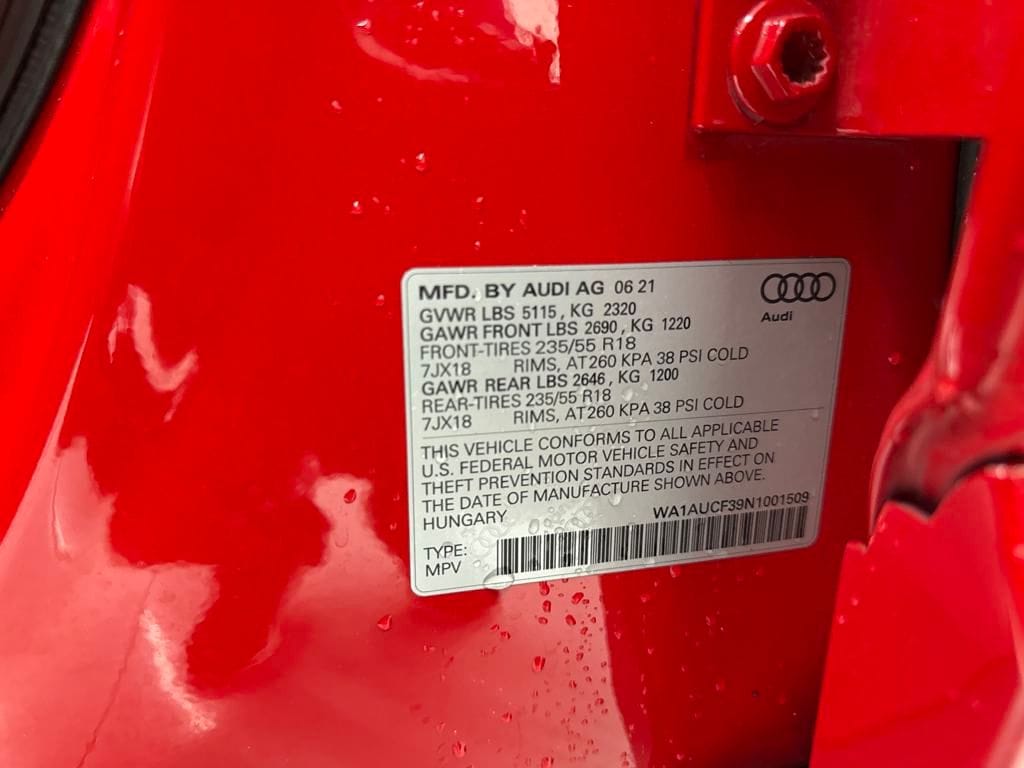 MFD. BY AUDI AG 06 21
GVWR LBS 5115, KG 2320
GAWR FRONT LBS 2690, KG 1220
FRONT-TIRES 235/55 R18
7JX18 RIMS, AT260 KPA 38 PSI COLD
GAWR REAR LBS 2646, KG 1200
REAR-TIRES 235/55 R18
7JX18 RIMS, AT260 KPA 38 PSI COLD
Audi
THIS VEHICLE CONFORMS TO ALL APPLICABLE
U.S. FEDERAL MOTOR VEHICLE SAFETY AND
THEFT PREVENTION STANDARDS IN EFFECT ON
THE DATE OF MANUFACTURE SHOWN ABOVE.
HUNGARY
WA1AUCF39N1001509
TYPE:
MPV